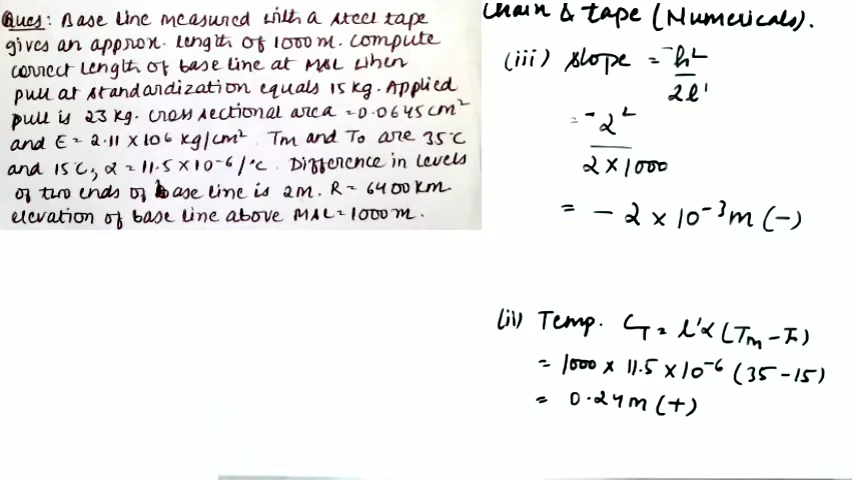 Ques: Base line measured with a steel tape
gives an approx. length of 1000 m. compute
correct length of base line at MSL when
pull at standardization equals 15 kg. Applied
pull is 23 kg. cross sectional area = 0.0645 cm²
and E = 2.11 × 10⁶ kg/cm². Tm and To are 35°C
and 15°C, α = 11.5 × 10⁻⁶/°C. Difference in levels
of two ends of base line is 2m. R = 6400 km
elevation of base line above MSL = 1000 m.
Chain & tape (Numericals).
(iii) slope = -h²/2l'
= -2²/2×1000
= - 2 × 10⁻³ m (-)
(ii) Temp. CT = l'α (Tm - To)
= 1000 × 11.5 × 10⁻⁶ (35 - 15)
= 0.24 m (+)